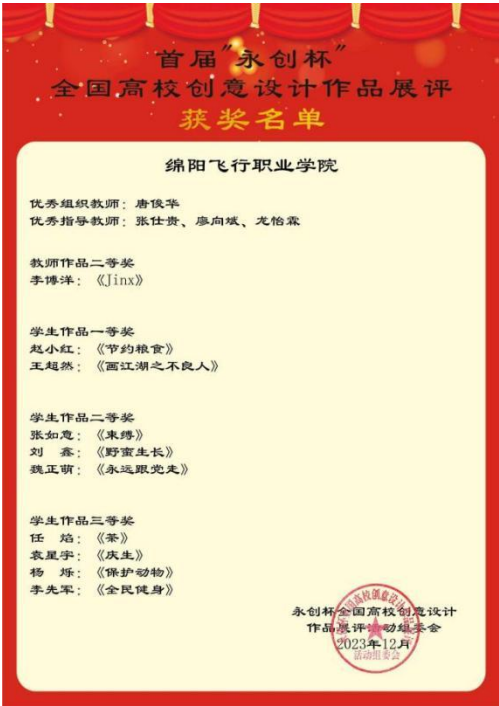 首届"永创杯"
全国高校创意设计作品展评
获奖名单
绵阳飞行职业学院
优秀组织教师：唐俊华
优秀指导教师：张仕贵、廖向斌、龙怡霖
教师作品二等奖
李博洋：《Jinx》
学生作品一等奖
赵小红：《节约粮食》
王超然：《画江湖之不良人》
学生作品二等奖
张如意：《束缚》
刘　鑫：《野蛮生长》
魏正萌：《永远跟党走》
学生作品三等奖
任　焰：《茶》
袁星宇：《庆生》
杨　烁：《保护动物》
李先军：《全民健身》
永创杯全国高校创意设计
作品展评活动组委会
2023年12月
活动组委会